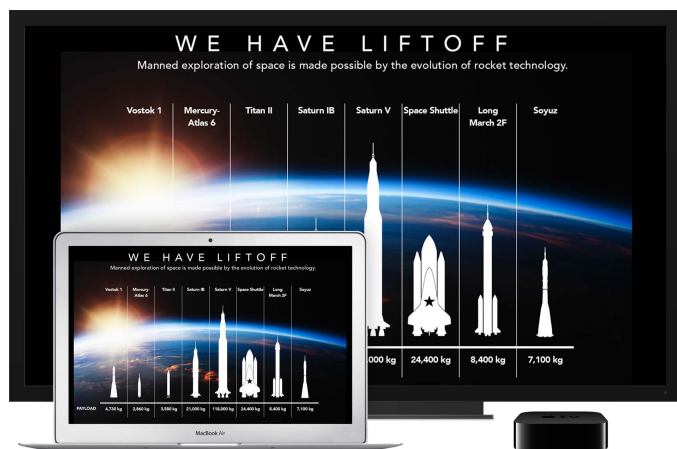 WE HAVE LIFTOFF
Manned exploration of space is made possible by the evolution of rocket technology.
Vostok 1 Mercury- Titan II Saturn IB Saturn V Space Shuttle Long Soyuz
Atlas 6 March 2F
,000 kg 24,400 kg 8,400 kg 7,100 kg
WE HAVE LIFTOFF
Manned exploration of space is made possible by the evolution of rocket technology.
Vostok 1 Mercury- Titan II Saturn IB Saturn V Space Shuttle Long Soyuz
Atlas 6 March 2F
PAYLOAD 4,730 kg 2,860 kg 3,580 kg 21,000 kg 118,000 kg 24,400 kg 8,400 kg 7,100 kg
MacBook Air
tv